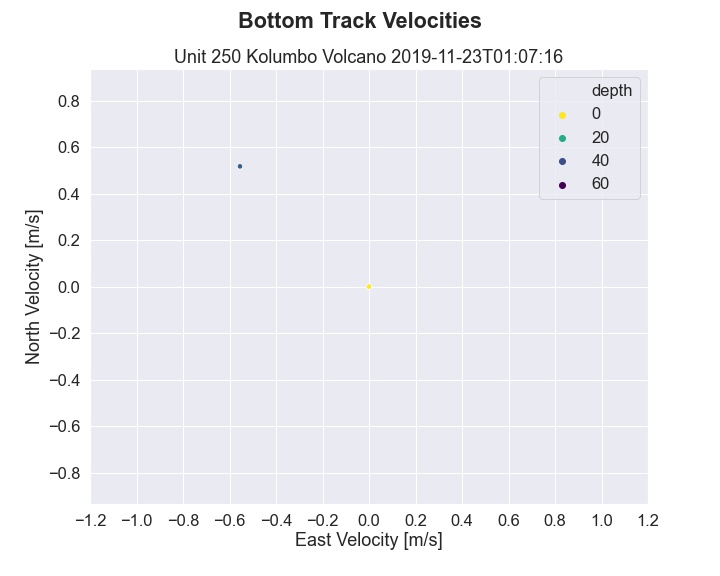 Bottom Track Velocities
Unit 250 Kolumbo Volcano 2019-11-23T01:07:16
depth
0
20
40
60
0.8
0.6
0.4
0.2
0.0
−0.2
−0.4
−0.6
−0.8
North Velocity [m/s]
−1.2 −1.0 −0.8 −0.6 −0.4 −0.2 0.0 0.2 0.4 0.6 0.8 1.0 1.2
East Velocity [m/s]